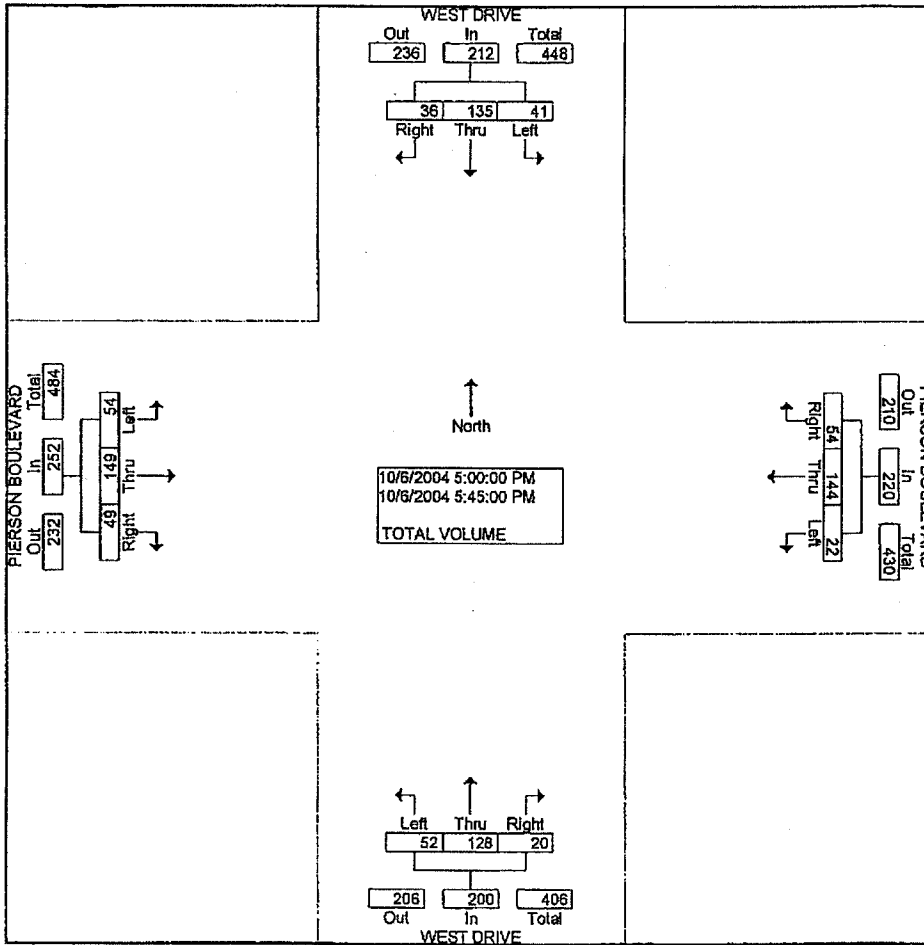 WEST DRIVE
Out In Total
236 212 448
36 135 41
Right Thru Left
PIERSON BOULEVARD
Total In Out
484 252 232
54 149 49
Left Thru Right
North
10/6/2004 5:00:00 PM
10/6/2004 5:45:00 PM
TOTAL VOLUME
Right Thru Left
54 144 22
210 220 430
Out In Total
Left Thru Right
52 128 20
206 200 406
Out In Total
WEST DRIVE